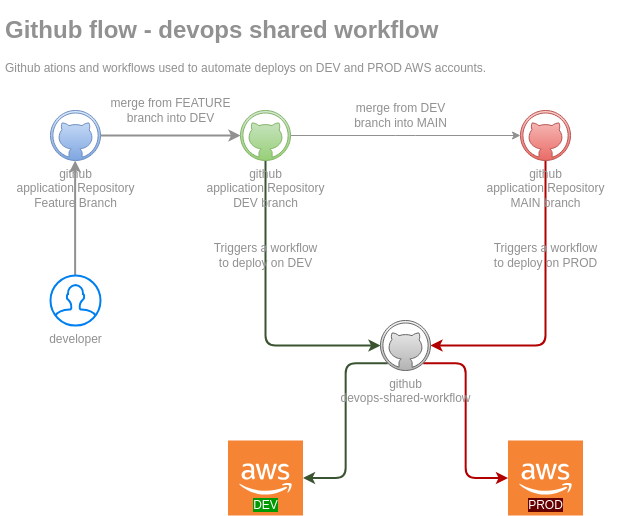 Github flow - devops shared workflow
Github ations and workflows used to automate deploys on DEV and PROD AWS accounts.
merge from FEATURE
branch into DEV
merge from DEV
branch into MAIN
github
application Repository
Feature Branch
github
application Repository
DEV branch
github
application Repository
MAIN branch
Triggers a workflow
to deploy on DEV
Triggers a workflow
to deploy on PROD
developer
github
devops-shared-workflow
aws
DEV
aws
PROD